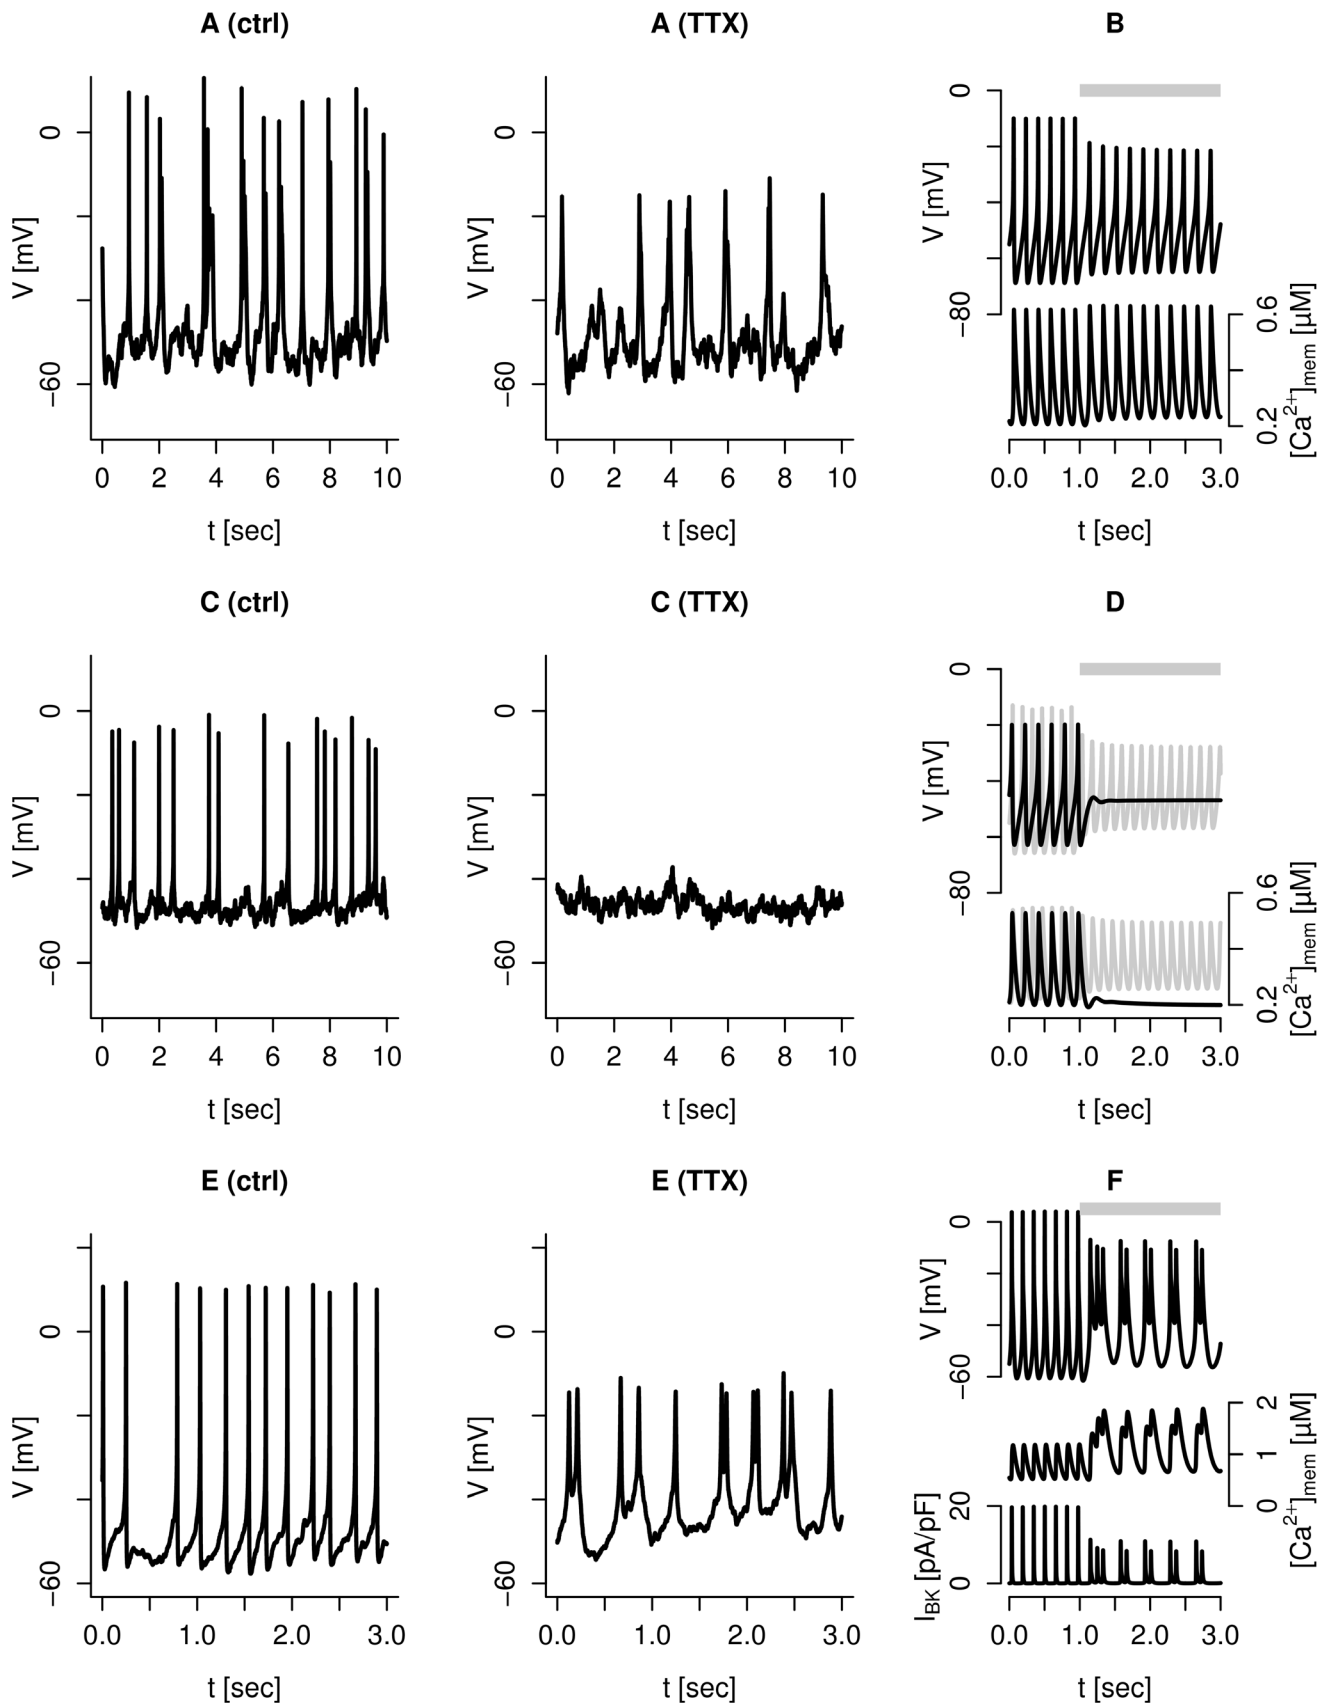 A (ctrl)
A (TTX)
B
V [mV]
0
−60
0 2 4 6 8 10
t [sec]
V [mV]
0
−60
0 2 4 6 8 10
t [sec]
V [mV]
0
−80
0.6
0.2
[Ca2+]mem [µM]
0.0 1.0 2.0 3.0
t [sec]
C (ctrl)
C (TTX)
D
V [mV]
0
−60
0 2 4 6 8 10
t [sec]
V [mV]
0
−60
0 2 4 6 8 10
t [sec]
V [mV]
0
−80
0.6
0.2
[Ca2+]mem [µM]
0.0 1.0 2.0 3.0
t [sec]
E (ctrl)
E (TTX)
F
V [mV]
0
−60
0.0 1.0 2.0 3.0
t [sec]
V [mV]
0
−60
0.0 1.0 2.0 3.0
t [sec]
V [mV]
0
−60
2
1
0
[Ca2+]mem [µM]
IBK [pA/pF]
20
0
0.0 1.0 2.0 3.0
t [sec]